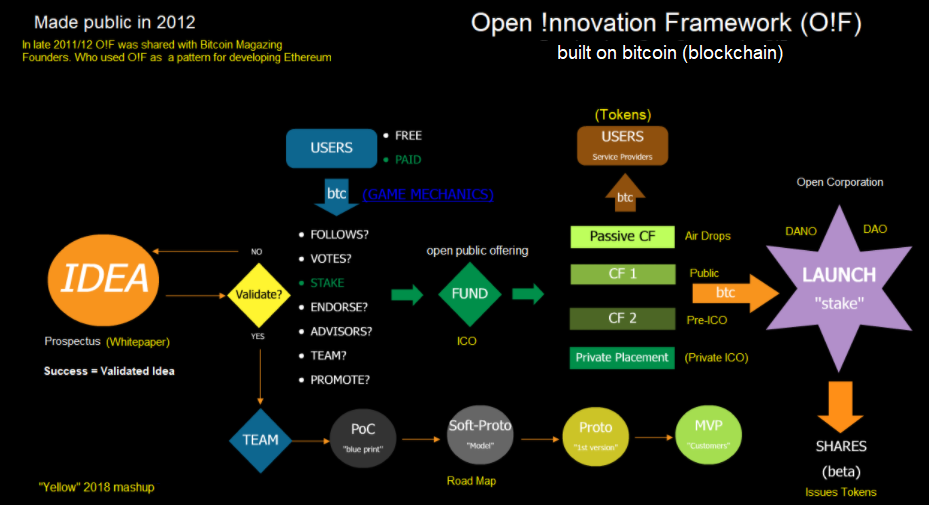 Made public in 2012
Open !nnovation Framework (O!F)
In late 2011/12 O!F was shared with Bitcoin Magazing
Founders. Who used O!F as a pattern for developing Ethereum
built on bitcoin (blockchain)
USERS
FREE
PAID
btc
(GAME MECHANICS)
(Tokens)
USERS
Service Providers
btc
Open Corporation
DANO
DAO
LAUNCH
"stake"
IDEA
Prospectus (Whitepaper)
Success = Validated Idea
NO
Validate?
YES
FOLLOWS?
VOTES?
STAKE
ENDORSE?
ADVISORS?
TEAM?
PROMOTE?
open public offering
FUND
ICO
Passive CF
Air Drops
CF 1
Public
CF 2
Pre-ICO
Private Placement
(Private ICO)
btc
TEAM
PoC
"blue print"
Soft-Proto
"Model"
Road Map
Proto
"1st version"
MVP
"Customers"
SHARES
(beta)
Issues Tokens
"Yellow" 2018 mashup